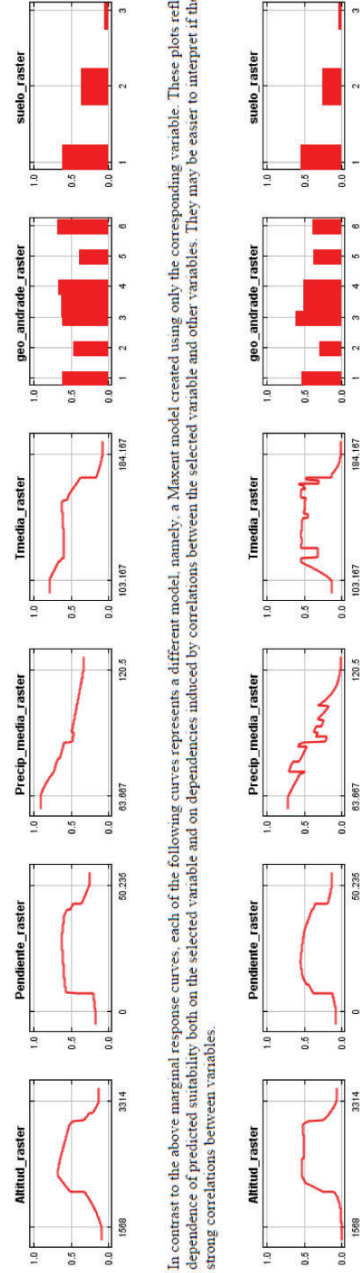 Altitud_raster
1.0
0.5
0.0
1568 3314
Pendiente_raster
1.0
0.5
0.0
0 50.235
Precip_media_raster
1.0
0.5
0.0
63.667 120.5
Tmedia_raster
1.0
0.5
0.0
103.167 184.167
geo_andrade_raster
1.0
0.5
0.0
1 2 3 4 5 6
suelo_raster
1.0
0.5
0.0
1 2 3
In contrast to the above marginal response curves, each of the following curves represents a different model, namely, a Maxent model created using only the corresponding variable. These plots refl
dependence of predicted suitability both on the selected variable and on dependencies induced by correlations between the selected variable and other variables. They may be easier to interpret if the
strong correlations between variables.
Altitud_raster
1.0
0.5
0.0
1568 3314
Pendiente_raster
1.0
0.5
0.0
0 50.235
Precip_media_raster
1.0
0.5
0.0
63.667 120.5
Tmedia_raster
1.0
0.5
0.0
103.167 184.167
geo_andrade_raster
1.0
0.5
0.0
1 2 3 4 5 6
suelo_raster
1.0
0.5
0.0
1 2 3